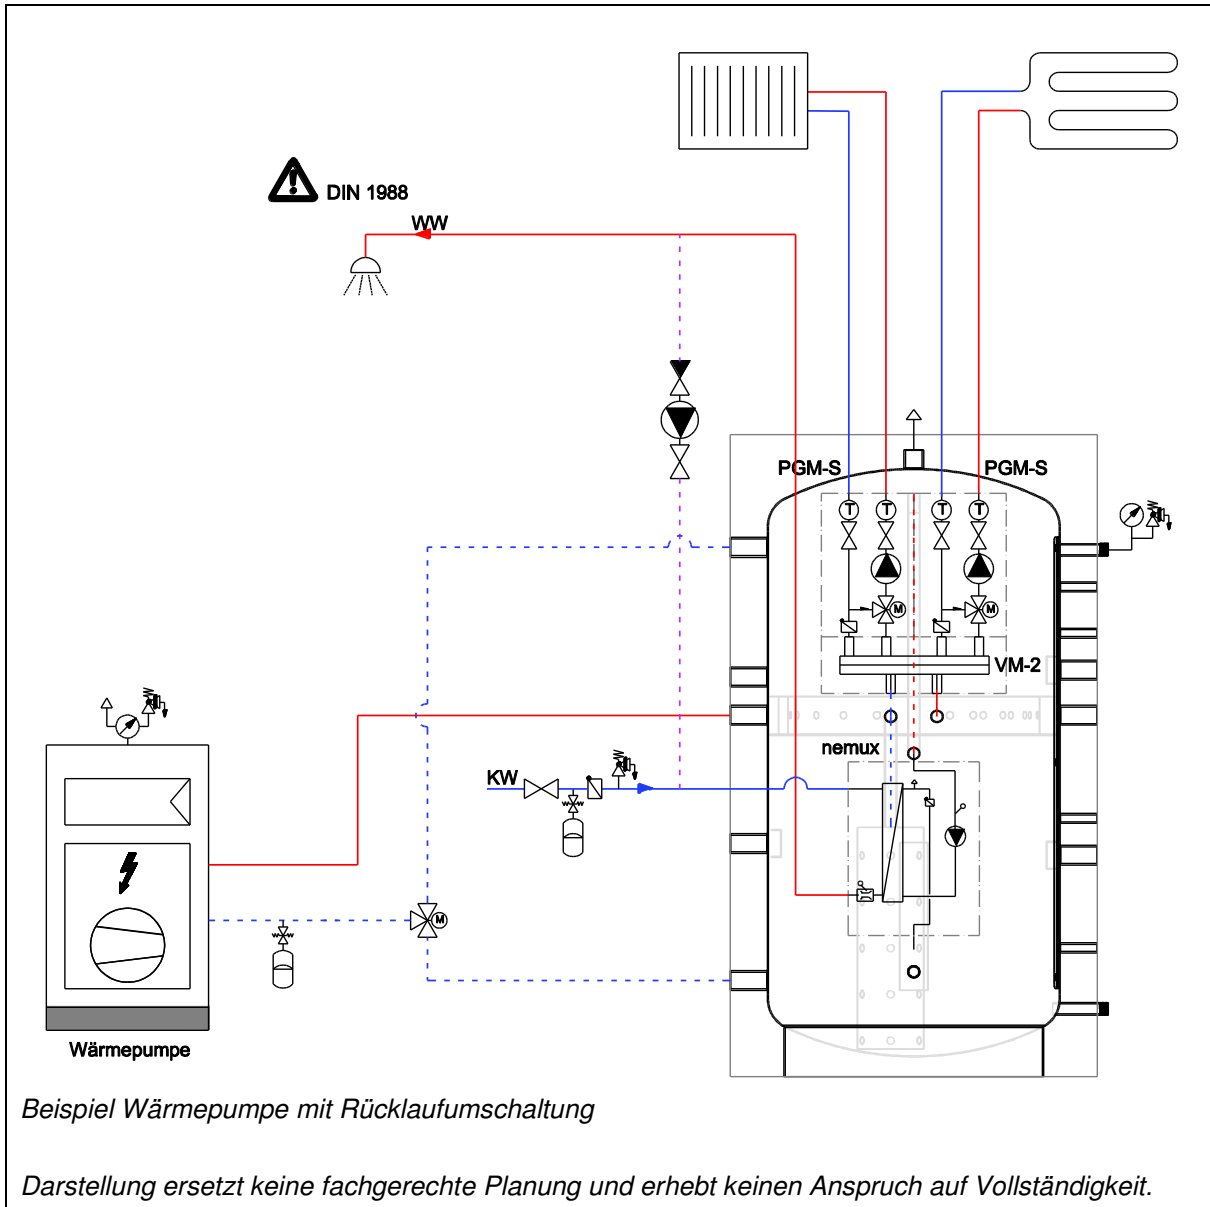 DIN 1988
WW
PGM-S
PGM-S
T
T
T
T
M
M
VM-2
nemux
KW
M
Wärmepumpe
Beispiel Wärmepumpe mit Rücklaufumschaltung
Darstellung ersetzt keine fachgerechte Planung und erhebt keinen Anspruch auf Vollständigkeit.